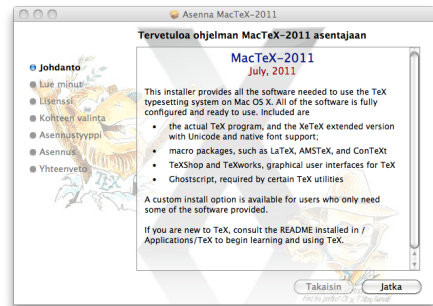 Asenna MacTeX-2011
Tervetuloa ohjelman MacTeX-2011 asentajaan
Johdanto
Lue minut
Lisenssi
Kohteen valinta
Asennustyyppi
Asennus
Yhteenveto
MacTeX-2011
July, 2011
This installer provides all the software needed to use the TeX
typesetting system on Mac OS X. All of the software is fully
configured and ready to use. Included are
• the actual TeX program, and the XeTeX extended version
with Unicode and native font support;
• macro packages, such as LaTeX, AMSTeX, and ConTeXt
• TeXShop and TeXworks, graphical user interfaces for TeX
• Ghostscript, required by certain TeX utilities
A custom install option is available for users who only need
some of the software provided.
If you are new to TeX, consult the README installed in /
Applications/TeX to begin learning and using TeX.
Takaisin
Jatka